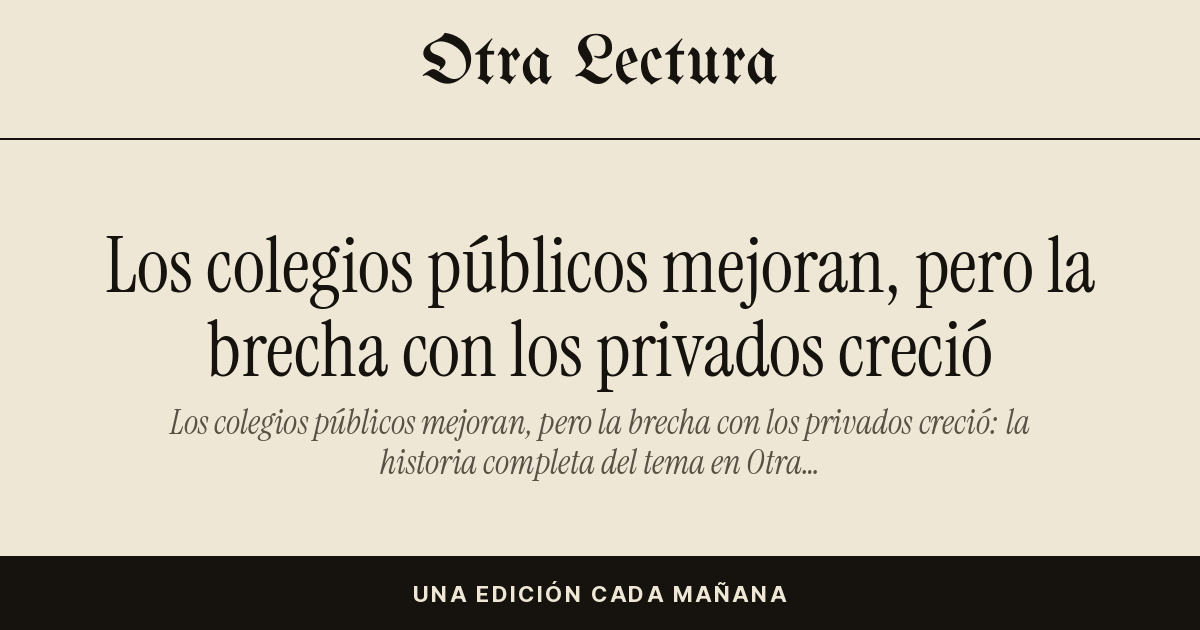 Otra Lectura
Los colegios públicos mejoran, pero la
brecha con los privados creció
Los colegios públicos mejoran, pero la brecha con los privados creció: la
historia completa del tema en Otra...
UNA EDICIÓN CADA MAÑANA